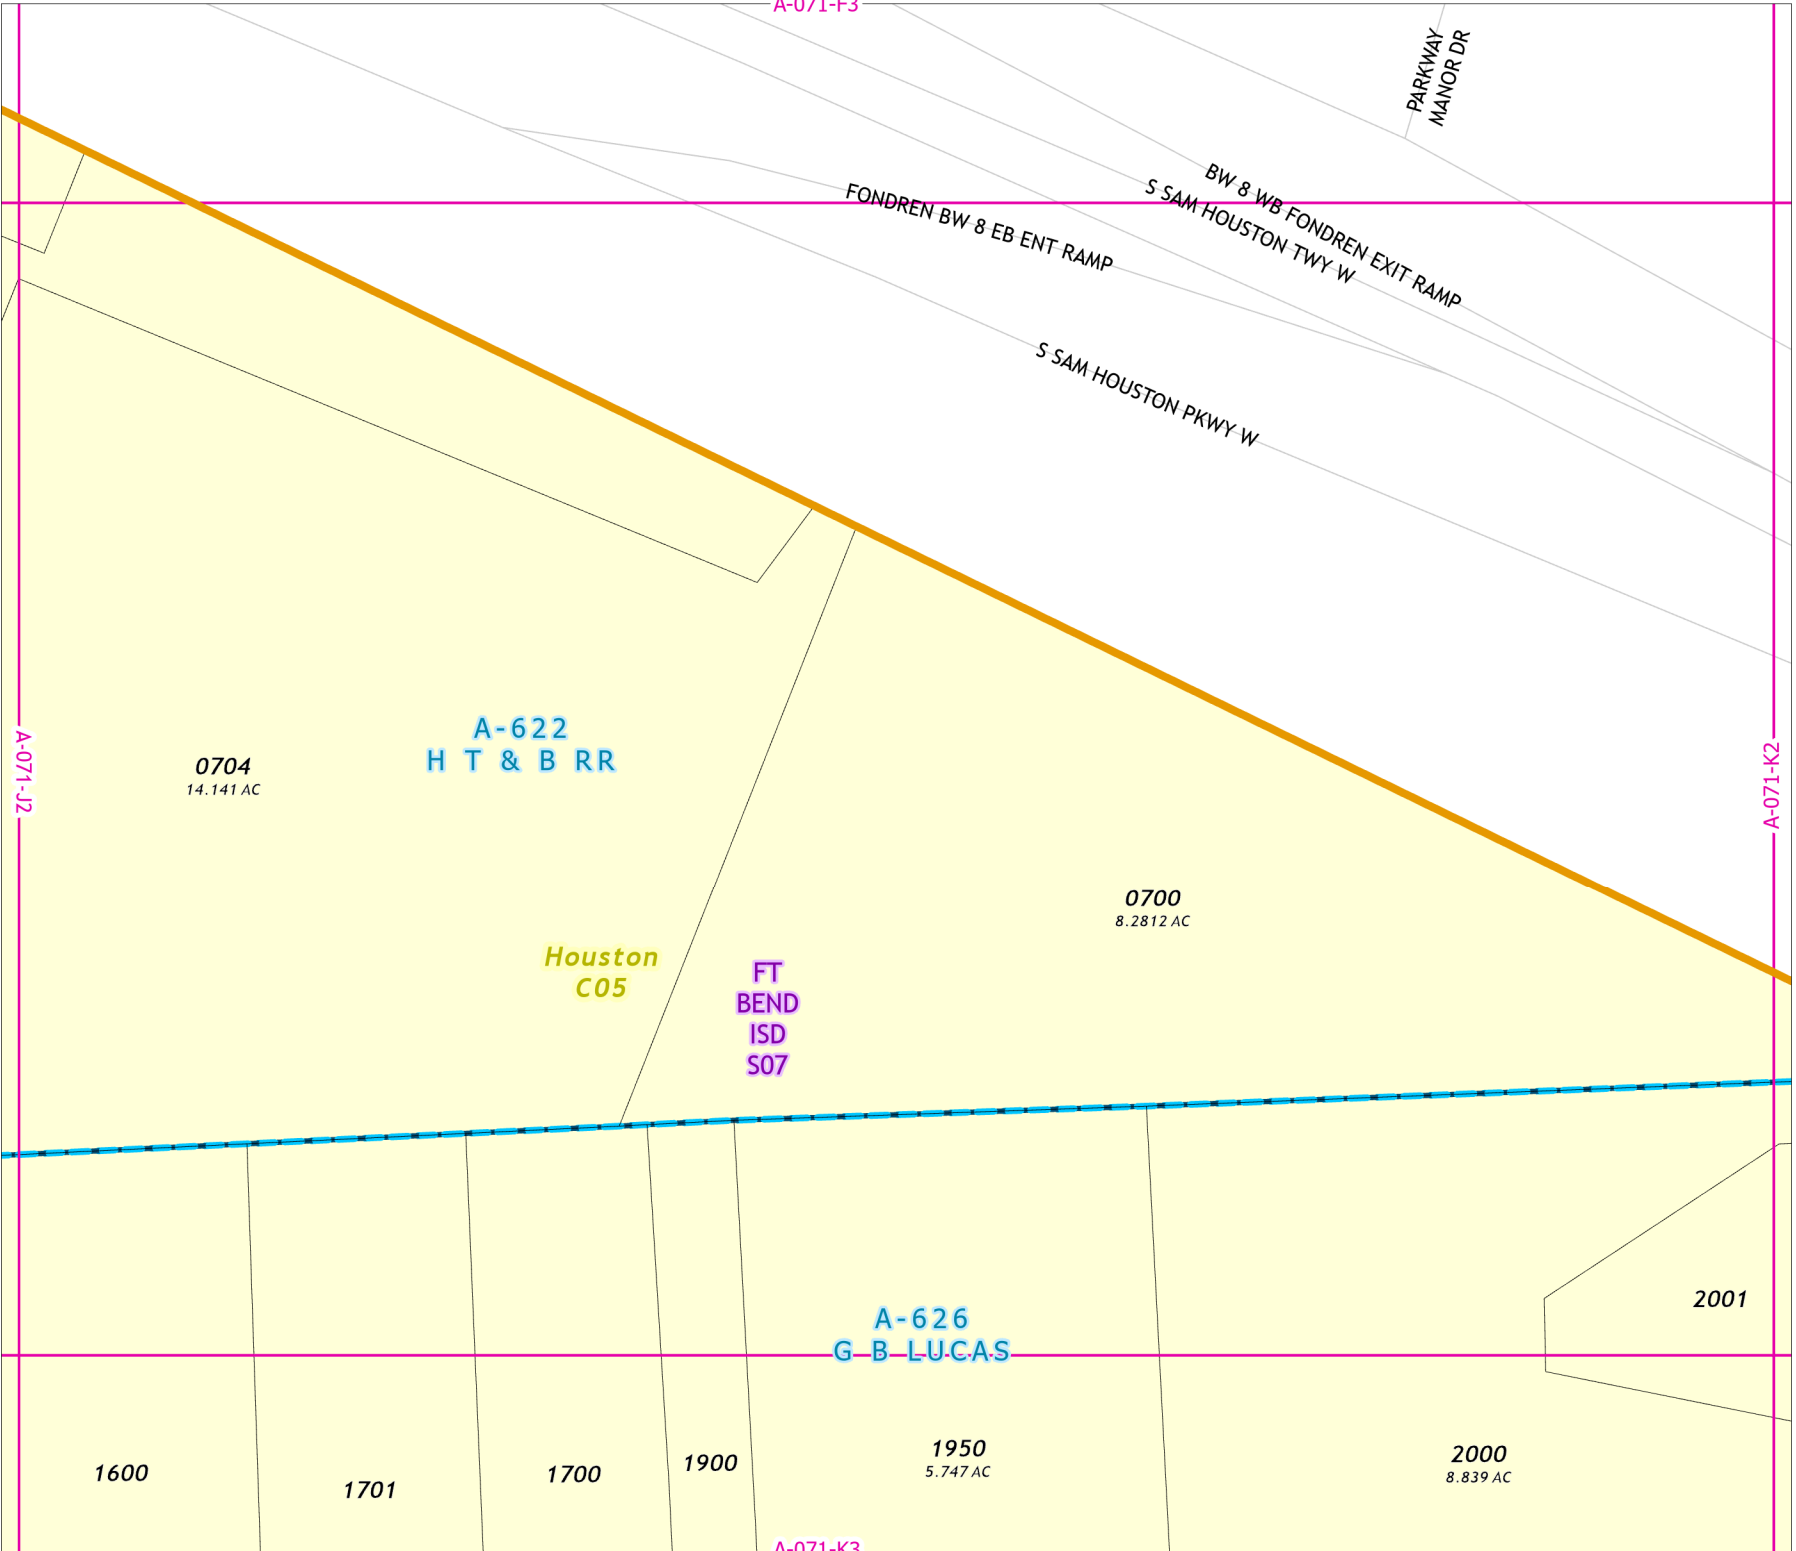 A-071-F3
PARKWAY
MANOR DR
BW 8 WB FONDREN EXIT RAMP
S SAM HOUSTON TWY W
FONDREN BW 8 EB ENT RAMP
S SAM HOUSTON PKWY W
A-071-J2
A-071-K2
A-622
H T & B RR
0704
14.141 AC
0700
8.2812 AC
Houston
C05
FT
BEND
ISD
S07
A-626
G B LUCAS
2001
1600
1701
1700
1900
1950
5.747 AC
2000
8.839 AC
A-071-K3